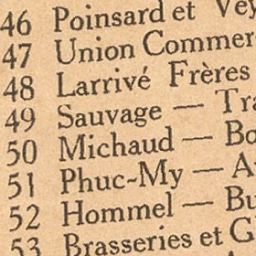 46 Poinsard et Vey
47 Union Commer
48 Larrivé Frères
49 Sauvage — Tra
50 Michaud — Bo
51 Phuc-My — A
52 Hommel — Bu
53 Brasseries et G